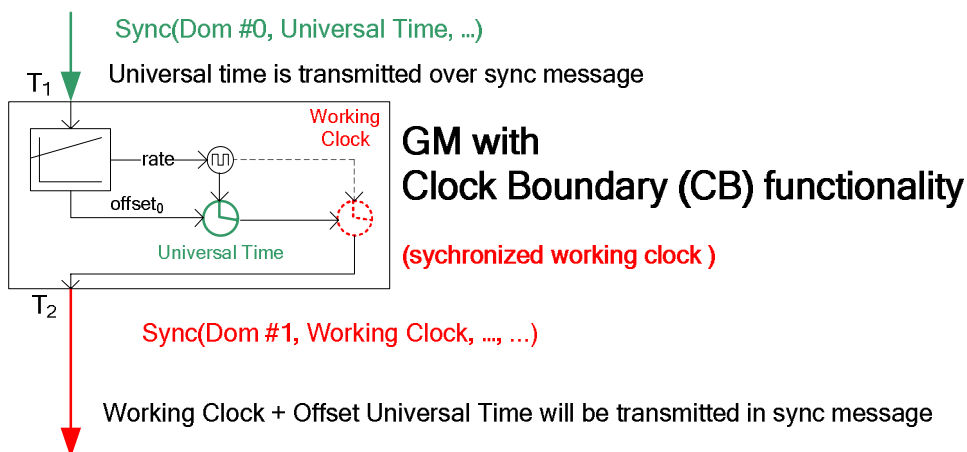 Sync(Dom #0, Universal Time, ...)
Universal time is transmitted over sync message
T1
Working
Clock
GM with
Clock Boundary (CB) functionality
rate
offset0
Universal Time
(sychronized working clock )
T2
Sync(Dom #1, Working Clock, ..., ...)
Working Clock + Offset Universal Time will be transmitted in sync message